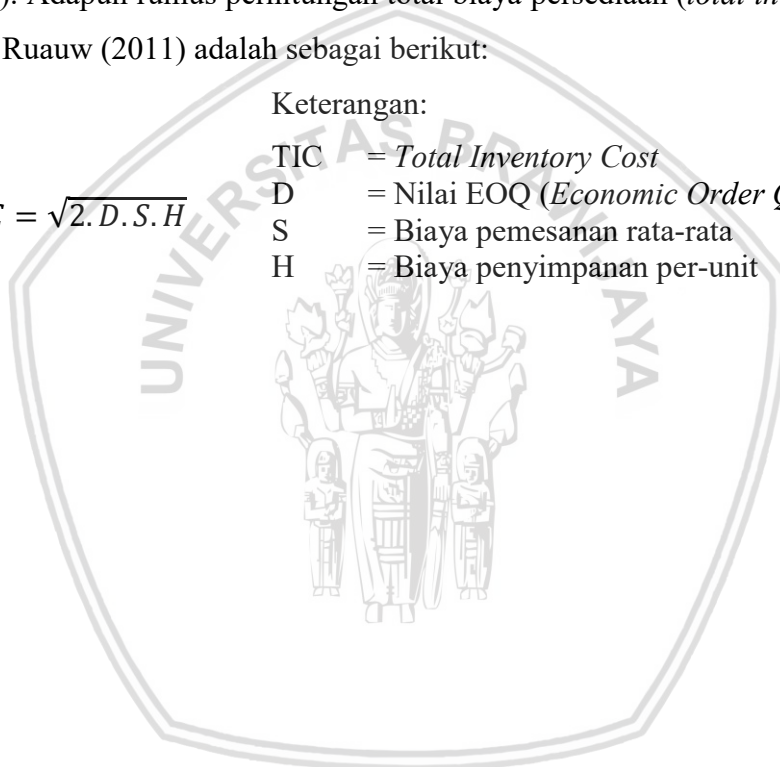 ). Adapun rumus perhitungan total biaya persediaan (total in
Ruauw (2011) adalah sebagai berikut:
Keterangan:
TIC = Total Inventory Cost
= √2. D. S. H
D = Nilai EOQ (Economic Order
S = Biaya pemesanan rata-rata
H = Biaya penyimpanan per-unit
UNIVERSITAS BRAWIJAYA